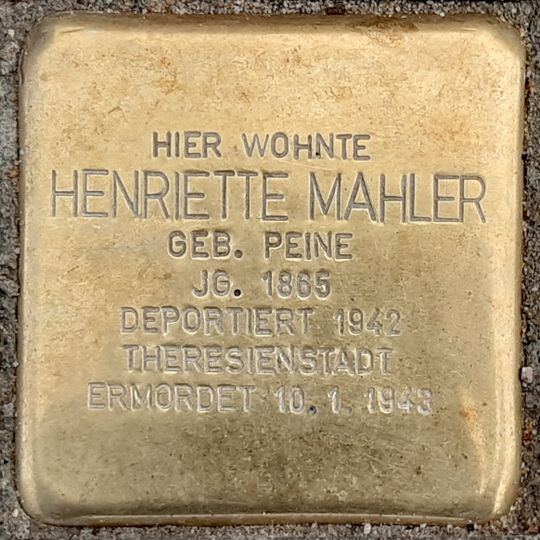 HIER WOHNTE
HENRIETTE MAHLER
GEB. PEINE
JG. 1865
DEPORTIERT 1942
THERESIENSTADT
ERMORDET 10. 1. 1943